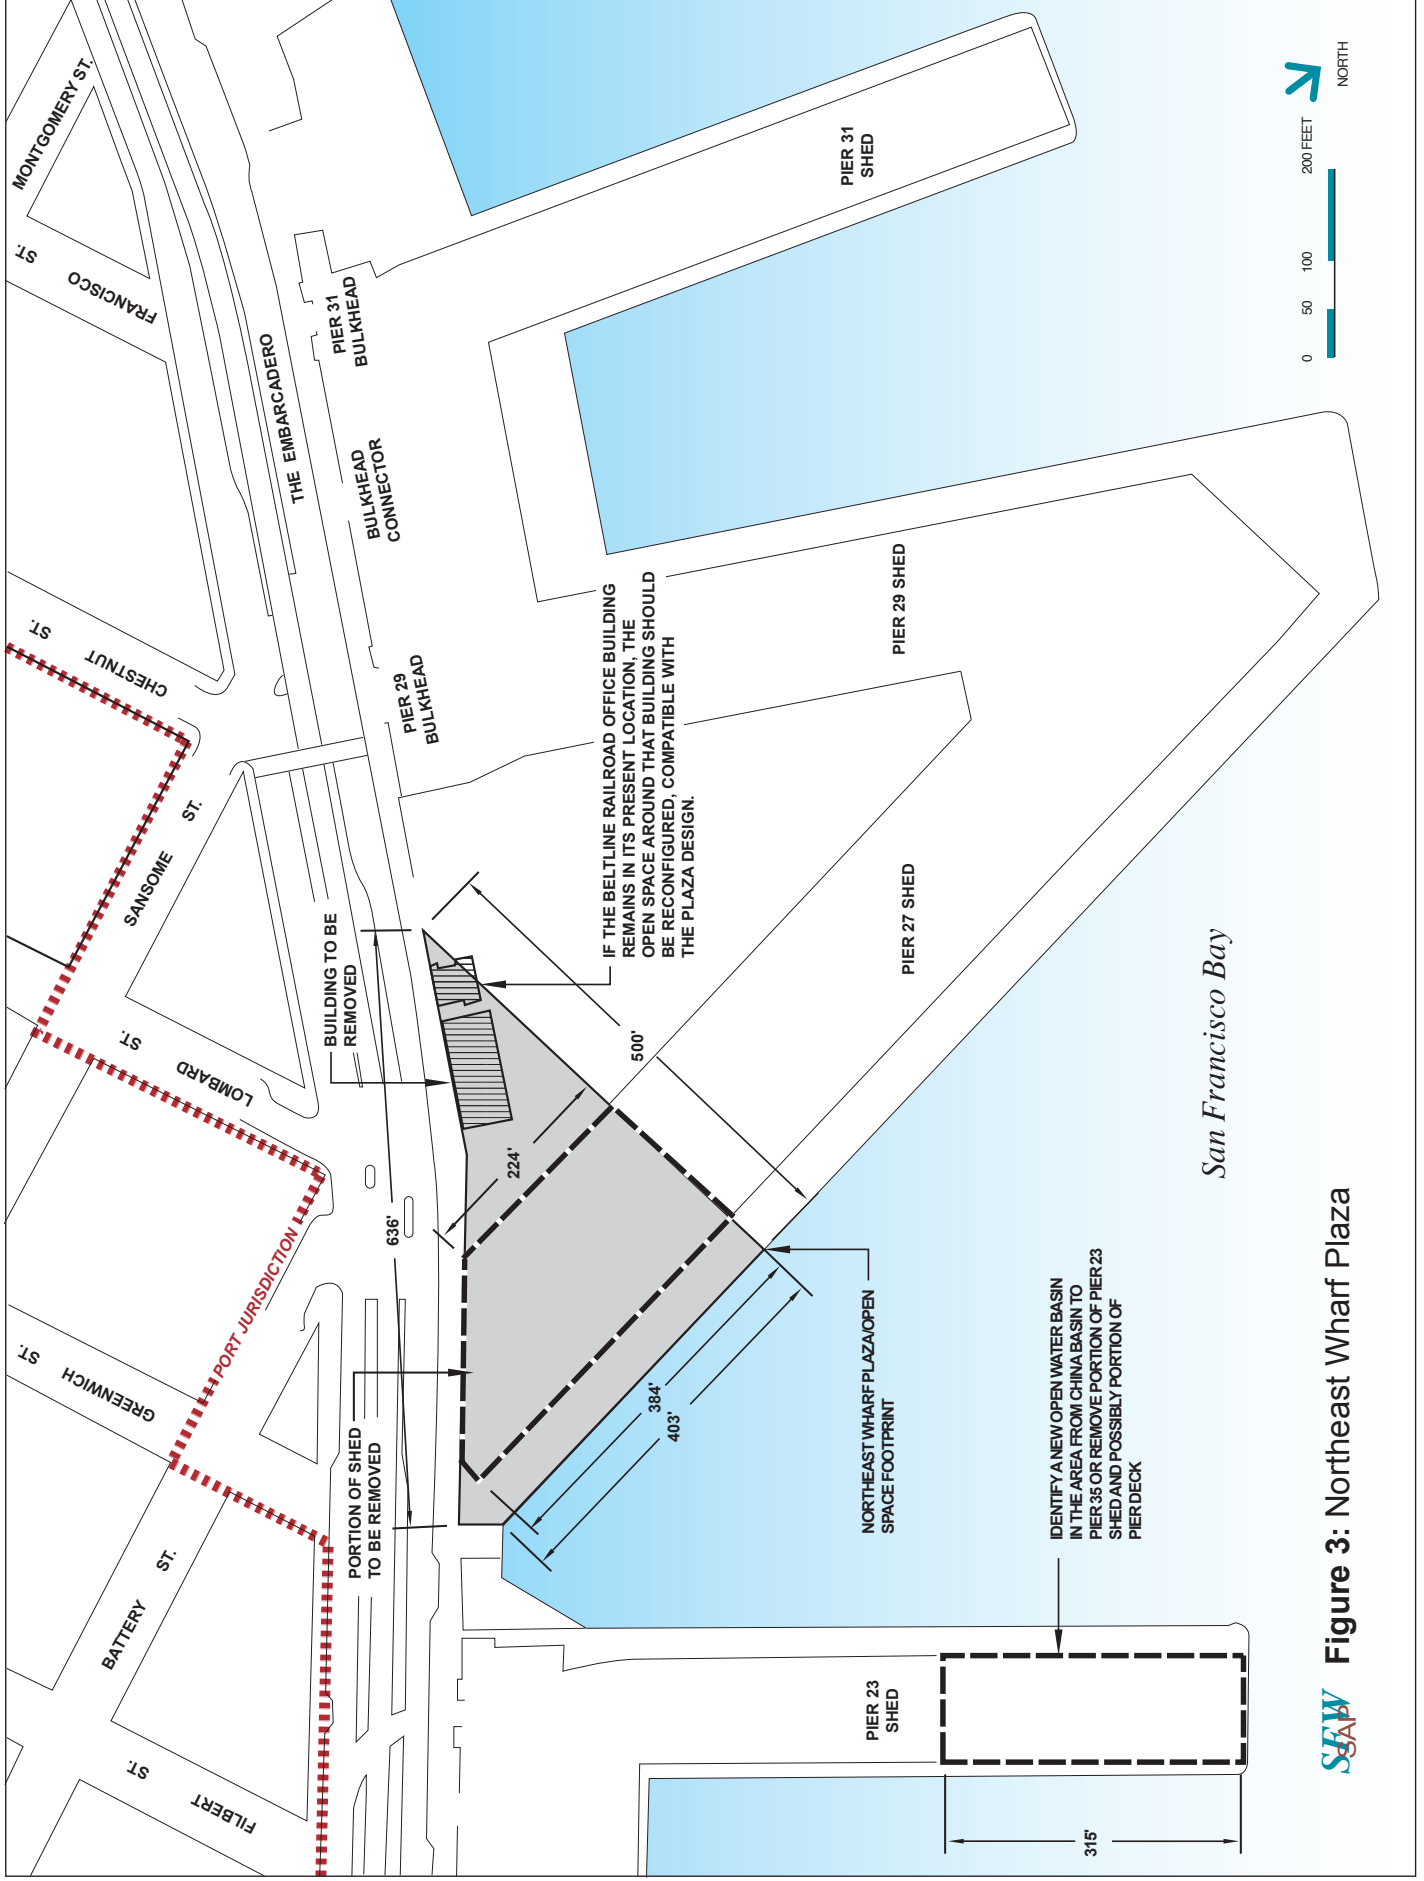 MONTGOMERY ST.
FRANCISCO ST.
CHESTNUT ST.
SANSOME ST.
LOMBARD ST.
GREENWICH ST.
BATTERY ST.
FILBERT ST.
PORT JURISDICTION
THE EMBARCADERO
PIER 31
BULKHEAD
BULKHEAD
CONNECTOR
PIER 29
BULKHEAD
PIER 31
SHED
PIER 29 SHED
PIER 27 SHED
PIER 23
SHED
BUILDING TO BE
REMOVED
IF THE BELTLINE RAILROAD OFFICE BUILDING
REMAINS IN ITS PRESENT LOCATION, THE
OPEN SPACE AROUND THAT BUILDING SHOULD
BE RECONFIGURED, COMPATIBLE WITH
THE PLAZA DESIGN.
PORTION OF SHED
TO BE REMOVED
636'
224'
500'
384'
403'
315'
NORTHEAST WHARF PLAZA/OPEN
SPACE FOOTPRINT
IDENTIFY A NEW OPEN WATER BASIN
IN THE AREA FROM CHINA BASIN TO
PIER 35 OR REMOVE PORTION OF PIER 23
SHED AND POSSIBLY PORTION OF
PIER DECK
San Francisco Bay
0 50 100 200 FEET
NORTH
SFW
SAP
Figure 3: Northeast Wharf Plaza